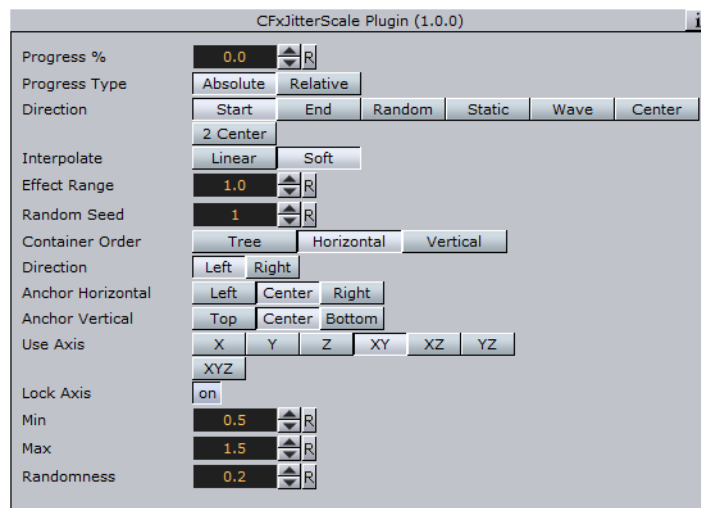 CFxJitterScale Plugin (1.0.0) i
Progress % 0.0 R
Progress Type Absolute Relative
Direction Start End Random Static Wave Center
2 Center
Interpolate Linear Soft
Effect Range 1.0 R
Random Seed 1 R
Container Order Tree Horizontal Vertical
Direction Left Right
Anchor Horizontal Left Center Right
Anchor Vertical Top Center Bottom
Use Axis X Y Z XY XZ YZ
XYZ
Lock Axis on
Min 0.5 R
Max 1.5 R
Randomness 0.2 R